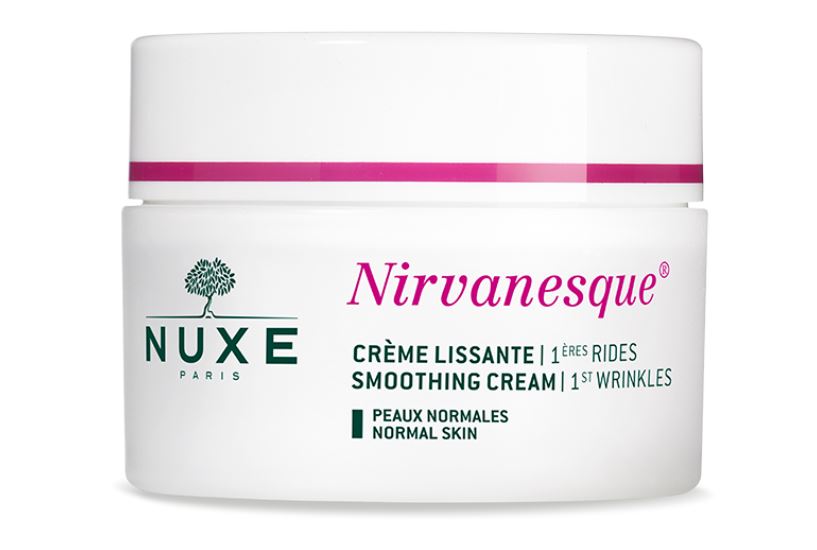 NUXE
PARIS
Nirvanesque®
CRÈME LISSANTE | 1ÈRES RIDES
SMOOTHING CREAM | 1ST WRINKLES
PEAUX NORMALES
NORMAL SKIN